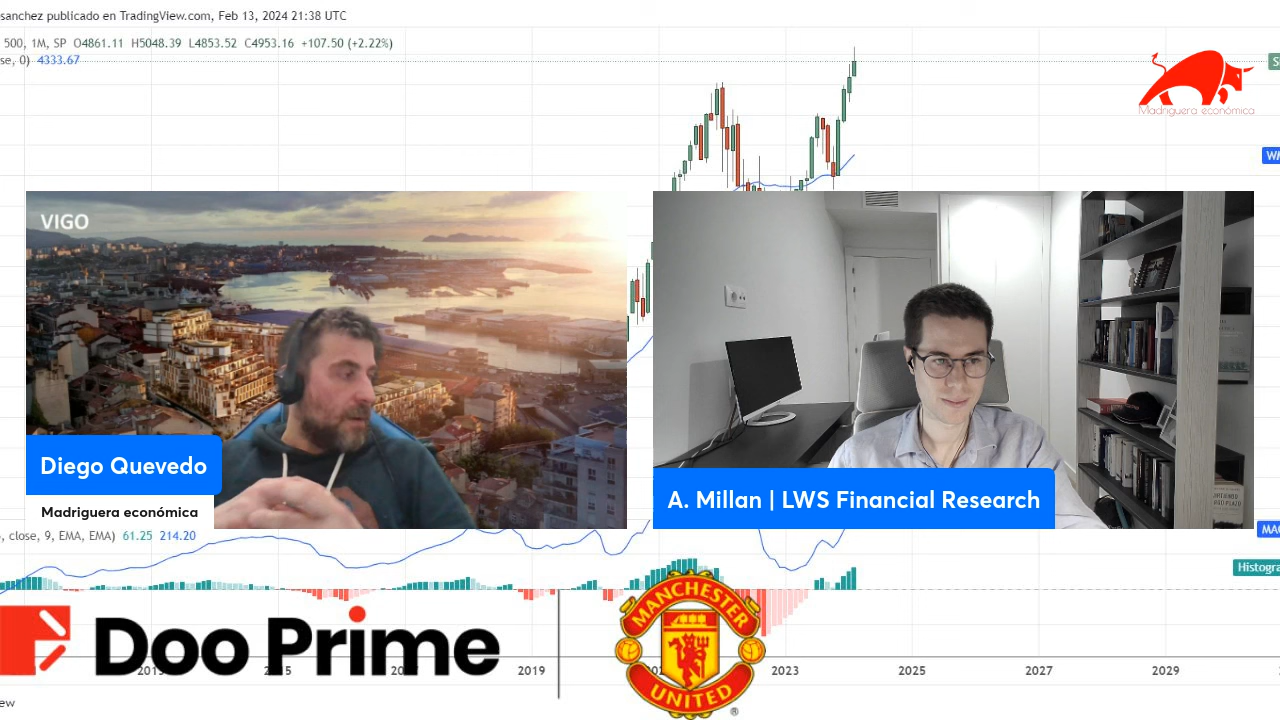 sanchez publicado en TradingView.com, Feb 13, 2024 21:38 UTC
500, 1M, SP O4861.11 H5048.39 L4853.52 C4953.16 +107.50 (+2.22%)
se, 0) 4333.67
Madriguera económica
S
WM
VIGO
Diego Quevedo
Madriguera económica
A. Millan | LWS Financial Research
, close, 9, EMA, EMA) 61.25 214.20
MAC
Histogra
Doo Prime
MANCHESTER
UNITED
®
2019 2023 2025 2027 2029
ew